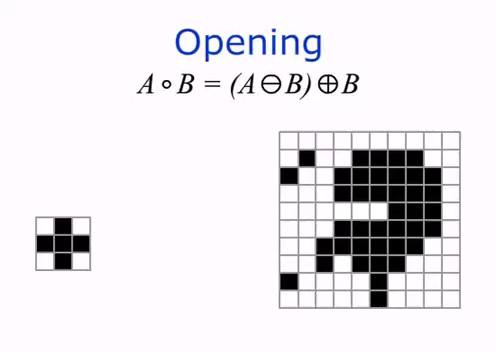 Opening
A∘B = (A⊖B)⊕B